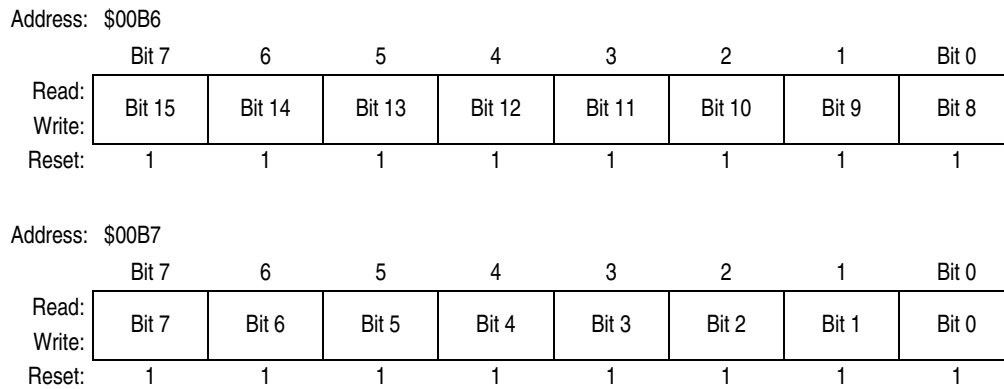 Address: $00B6
Bit 7 6 5 4 3 2 1 Bit 0
Read:
Bit 15 Bit 14 Bit 13 Bit 12 Bit 11 Bit 10 Bit 9 Bit 8
Write:
Reset: 1 1 1 1 1 1 1 1
Address: $00B7
Bit 7 6 5 4 3 2 1 Bit 0
Read:
Bit 7 Bit 6 Bit 5 Bit 4 Bit 3 Bit 2 Bit 1 Bit 0
Write:
Reset: 1 1 1 1 1 1 1 1